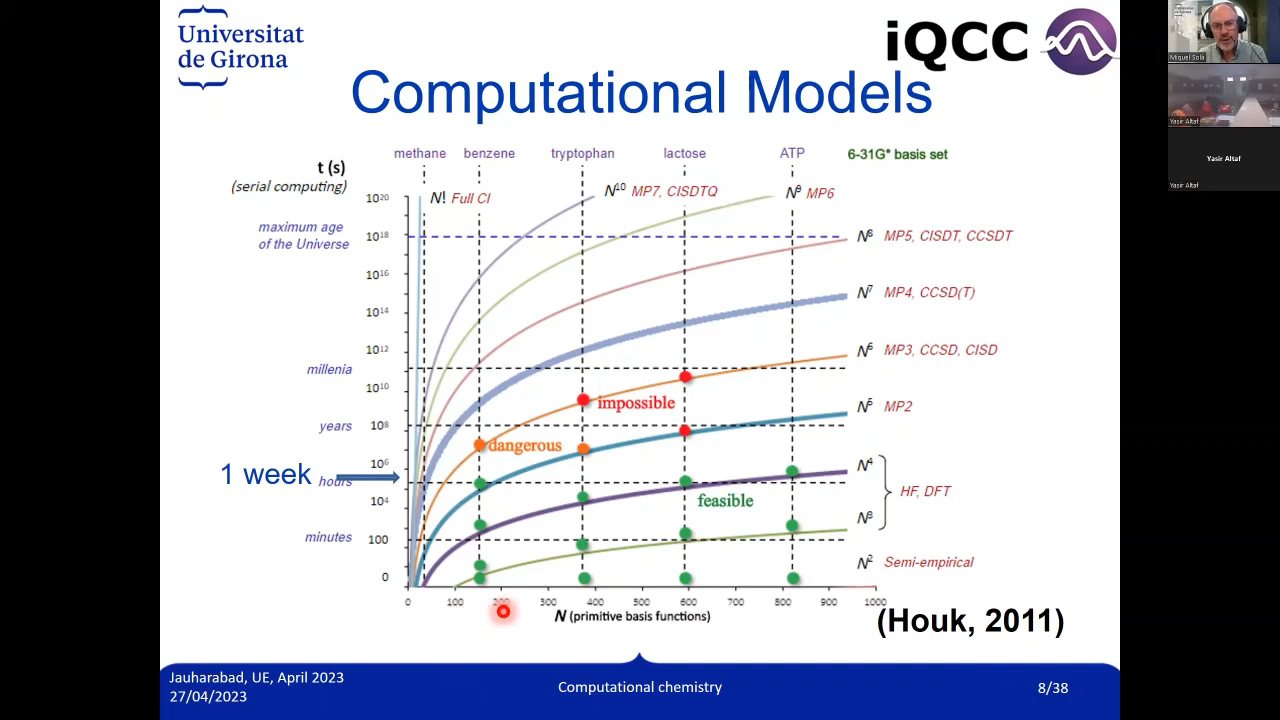 Universitat
de Girona
iQCC
Computational Models
methane benzene tryptophan lactose ATP 6-31G* basis set
t (s)
(serial computing)
N! Full CI
N10 MP7, CISDTQ
N9 MP6
maximum age
of the Universe
N8 MP5, CISDT, CCSDT
N7 MP4, CCSD(T)
N6 MP3, CCSD, CISD
millenia
impossible
N5 MP2
years
dangerous
1 week
hours
N4
feasible
HF, DFT
N3
minutes
N2 Semi-empirical
1020
1018
1016
1014
1012
1010
108
106
104
100
0
0 100 200 300 400 500 600 700 800 900 1000
N (primitive basis functions)
(Houk, 2011)
Jauharabad, UE, April 2023
27/04/2023
Computational chemistry
8/38
Miquel Solà
Yasir Altaf
Yasir Altaf
Yasir Altaf